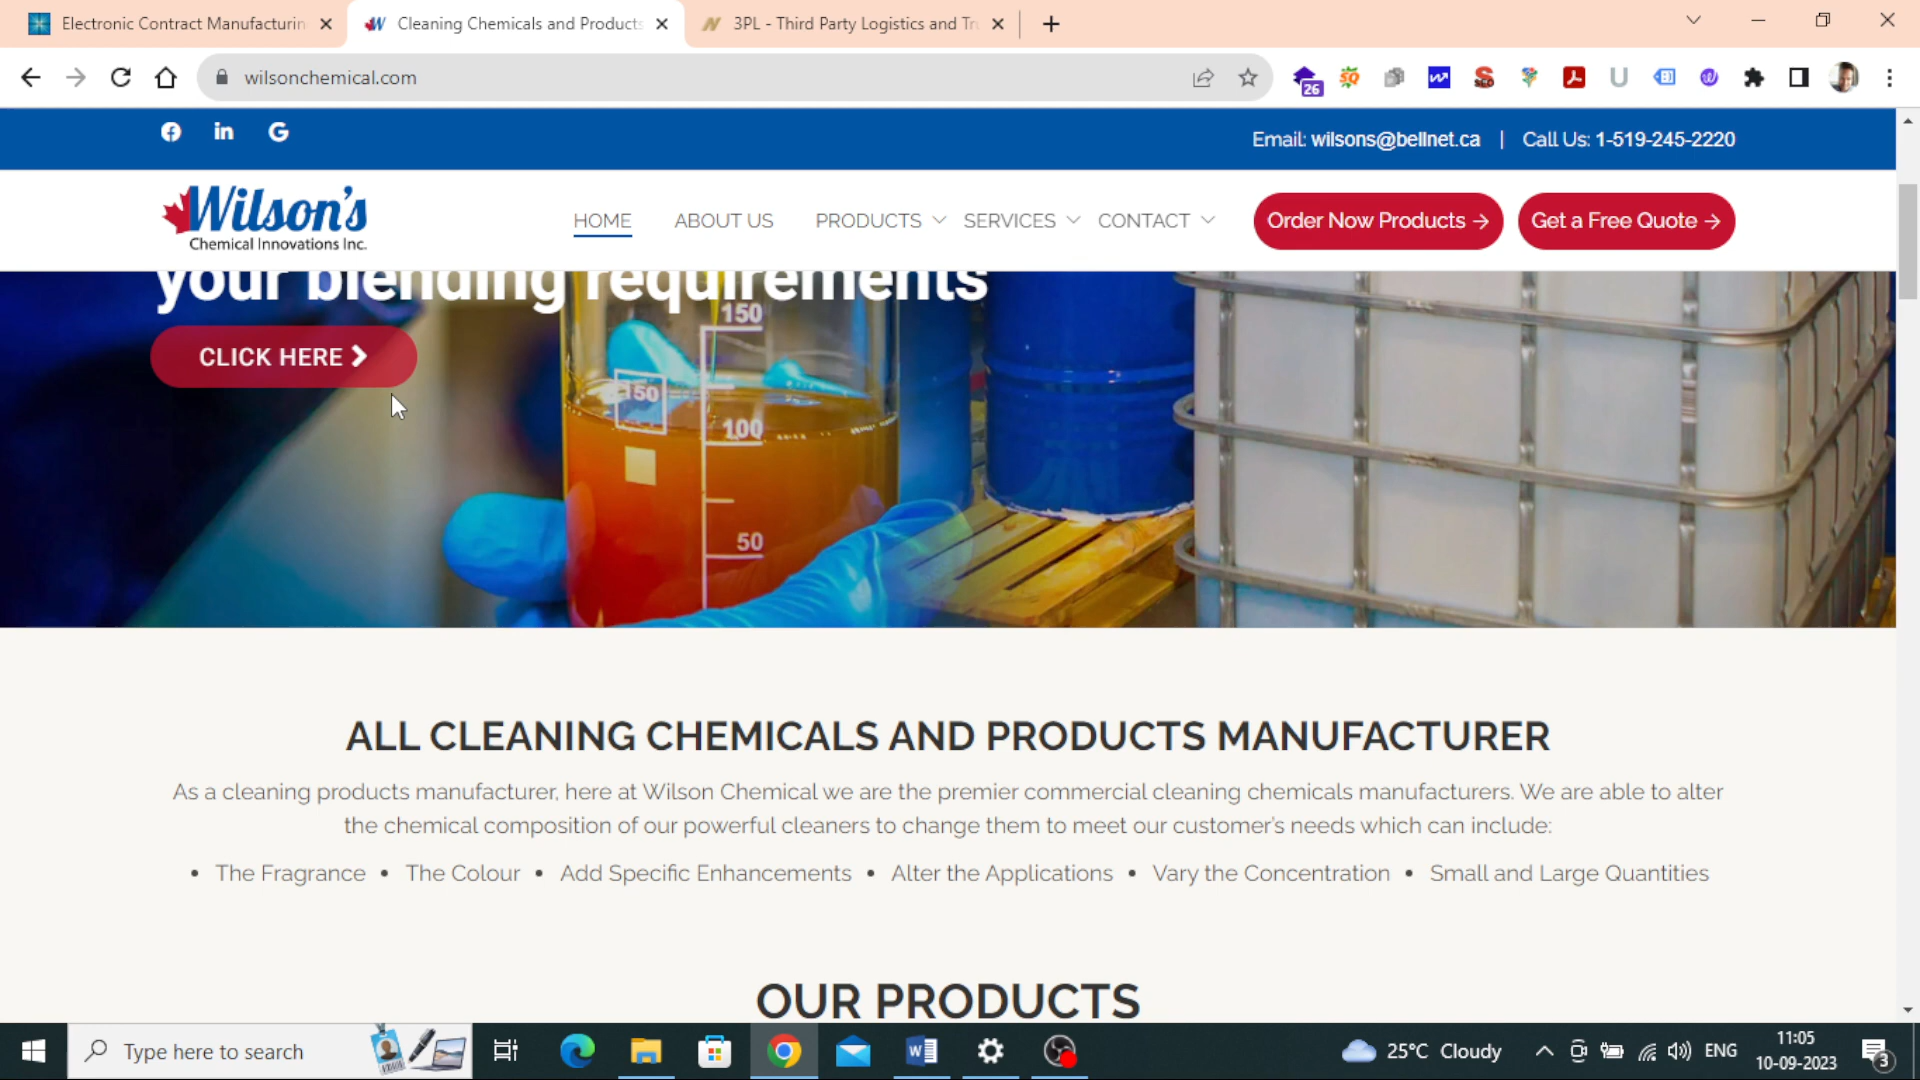 Electronic Contract Manufacturin
Cleaning Chemicals and Products
3PL - Third Party Logistics and Tr
wilsonchemical.com
26
Email: wilsons@bellnet.ca | Call Us: 1-519-245-2220
Wilson's
Chemical Innovations Inc.
HOME ABOUT US PRODUCTS SERVICES CONTACT Order Now Products → Get a Free Quote →
your blending requirements
CLICK HERE
150
150
100
50
ALL CLEANING CHEMICALS AND PRODUCTS MANUFACTURER
As a cleaning products manufacturer, here at Wilson Chemical we are the premier commercial cleaning chemicals manufacturers. We are able to alter
the chemical composition of our powerful cleaners to change them to meet our customer's needs which can include:
• The Fragrance • The Colour • Add Specific Enhancements • Alter the Applications • Vary the Concentration • Small and Large Quantities
OUR PRODUCTS
Type here to search
25°C Cloudy
ENG
11:05
10-09-2023
3